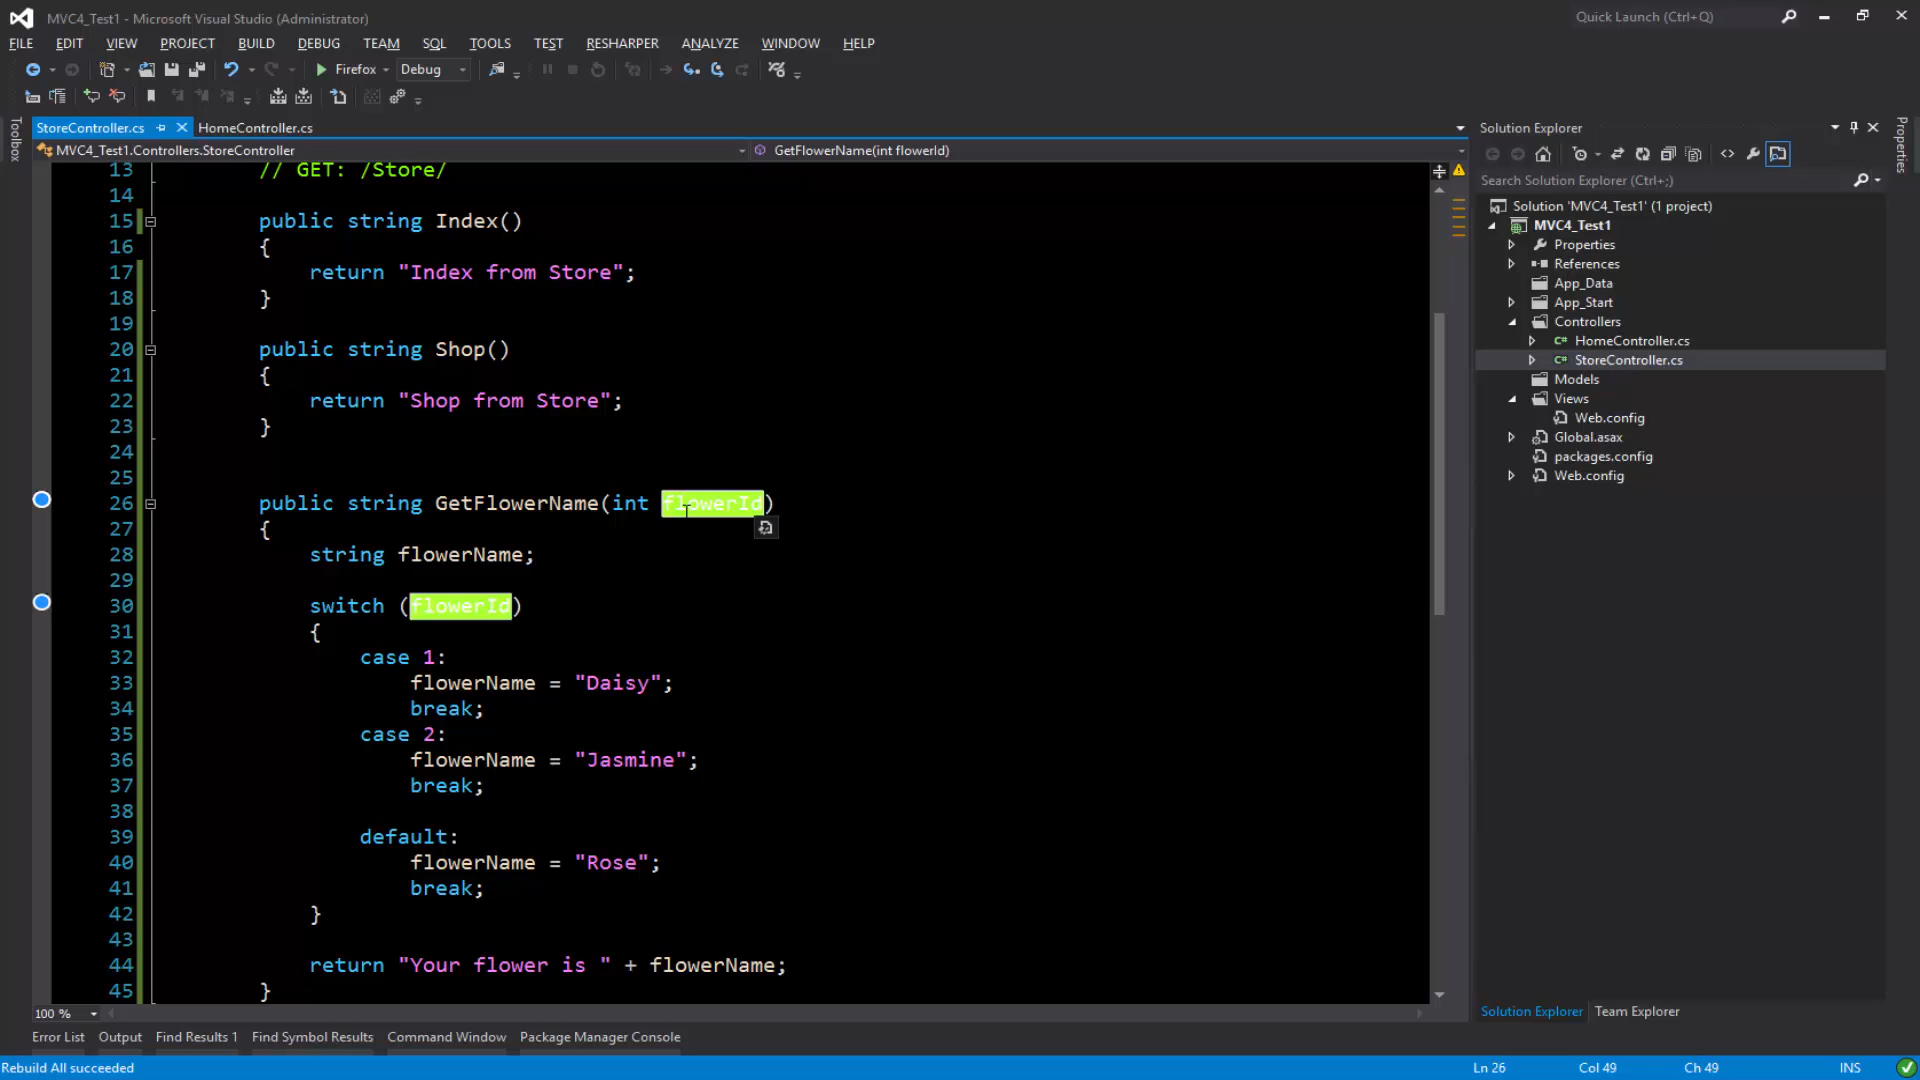 MVC4_Test1 - Microsoft Visual Studio (Administrator)
Quick Launch (Ctrl+Q)
FILE EDIT VIEW PROJECT BUILD DEBUG TEAM SQL TOOLS TEST RESHARPER ANALYZE WINDOW HELP
Firefox Debug
Toolbox
StoreController.cs HomeController.cs
MVC4_Test1.Controllers.StoreController GetFlowerName(int flowerId)
13 // GET: /Store/
14
15 public string Index()
16 {
17 return "Index from Store";
18 }
19
20 public string Shop()
21 {
22 return "Shop from Store";
23 }
24
25
26 public string GetFlowerName(int flowerId)
27 {
28 string flowerName;
29
30 switch (flowerId)
31 {
32 case 1:
33 flowerName = "Daisy";
34 break;
35 case 2:
36 flowerName = "Jasmine";
37 break;
38
39 default:
40 flowerName = "Rose";
41 break;
42 }
43
44 return "Your flower is " + flowerName;
45 }
100 %
Solution Explorer
Search Solution Explorer (Ctrl+;)
Solution 'MVC4_Test1' (1 project)
MVC4_Test1
Properties
References
App_Data
App_Start
Controllers
HomeController.cs
StoreController.cs
Models
Views
Web.config
Global.asax
packages.config
Web.config
Solution Explorer Team Explorer
Properties
Error List Output Find Results 1 Find Symbol Results Command Window Package Manager Console
Rebuild All succeeded Ln 26 Col 49 Ch 49 INS